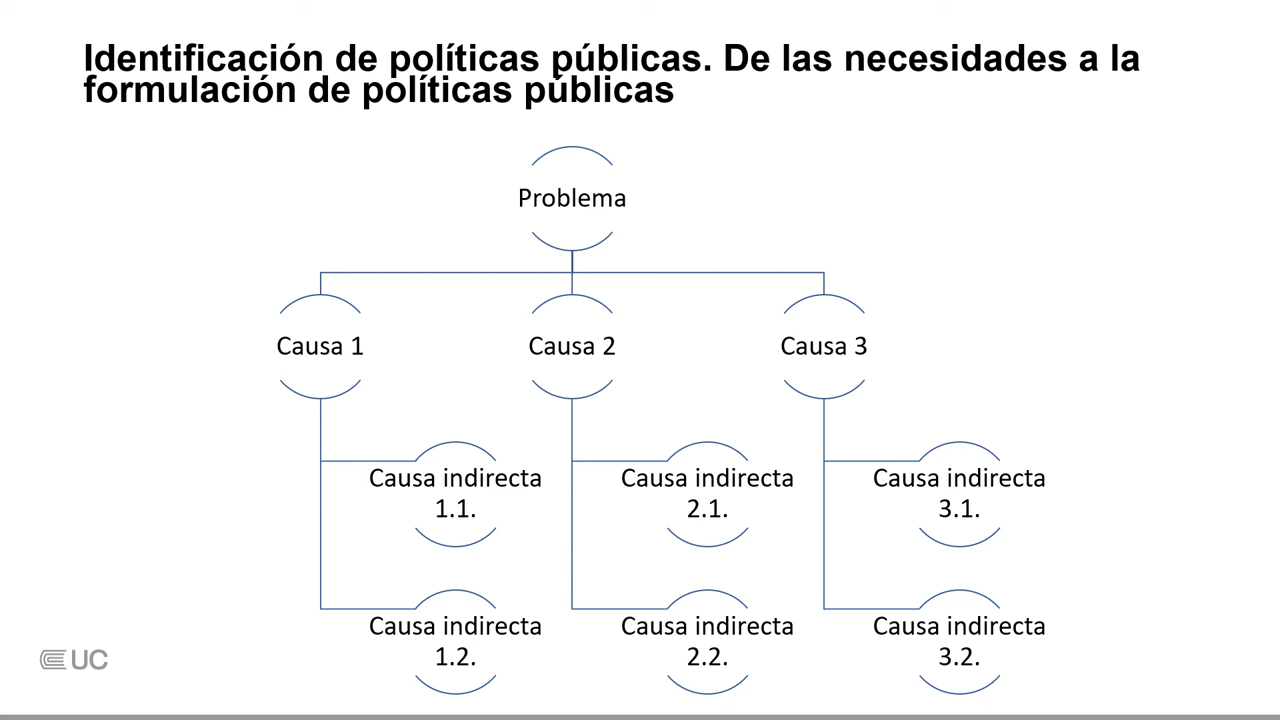 Identificación de políticas públicas. De las necesidades a la
formulación de políticas públicas
Problema
Causa 1
Causa 2
Causa 3
Causa indirecta
1.1.
Causa indirecta
2.1.
Causa indirecta
3.1.
Causa indirecta
1.2.
Causa indirecta
2.2.
Causa indirecta
3.2.
UC